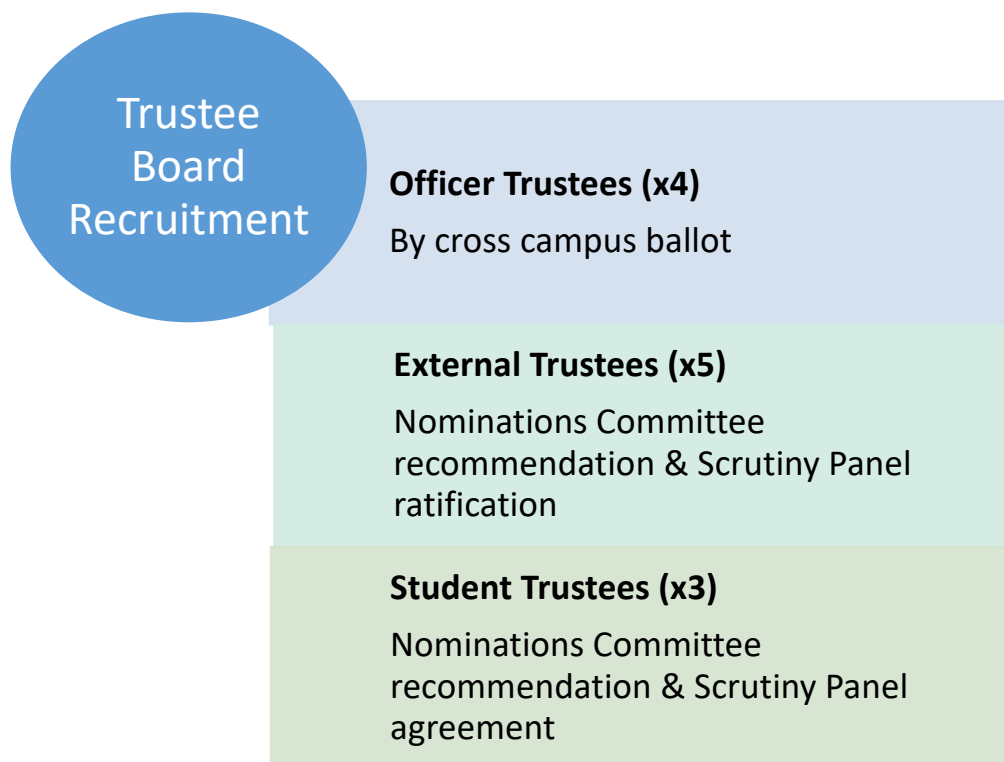 Trustee
Board
Recruitment
Officer Trustees (x4)
By cross campus ballot
External Trustees (x5)
Nominations Committee
recommendation & Scrutiny Panel
ratification
Student Trustees (x3)
Nominations Committee
recommendation & Scrutiny Panel
agreement